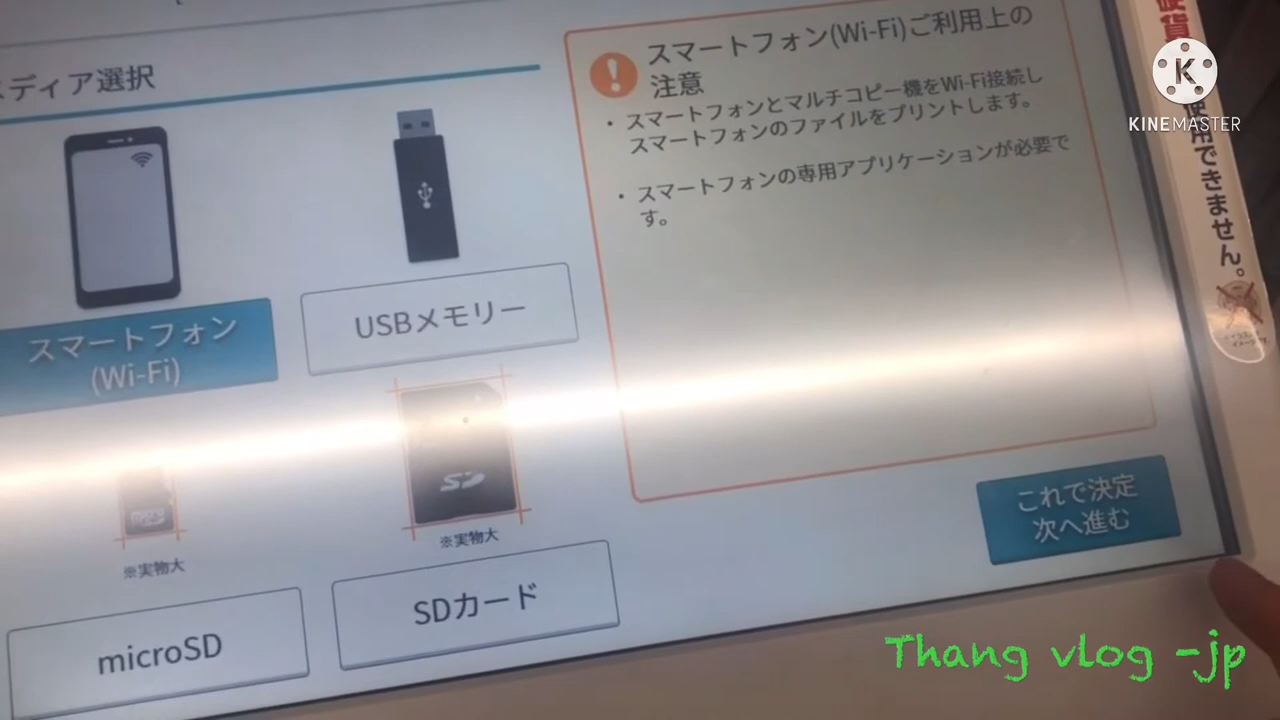 メディア選択
スマートフォン
(Wi-Fi)
USBメモリー
microSD
SDカード
※実物大
※実物大
micro
SD
スマートフォン(Wi-Fi)ご利用上の
注意
・スマートフォンとマルチコピー機をWi-Fi接続し
スマートフォンのファイルをプリントします。
・スマートフォンの専用アプリケーションが必要で
す。
これで決定
次へ進む
硬貨
使用できません。
K
KINEMASTER
Thang vlog -jp